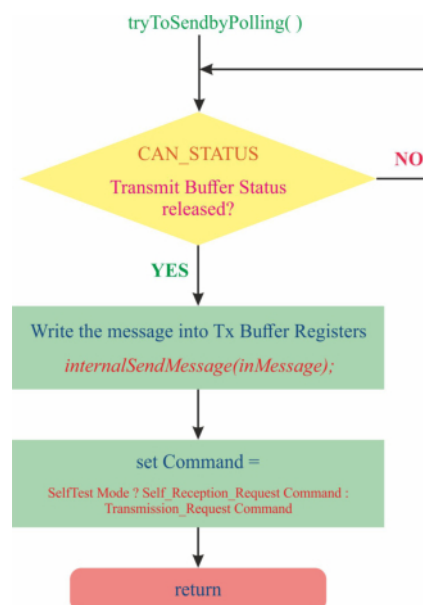 tryToSendbyPolling( )
CAN_STATUS
Transmit Buffer Status
released?
NO
YES
Write the message into Tx Buffer Registers
internalSendMessage(inMessage);
set Command =
SelfTest Mode ? Self_Reception_Request Command :
Transmission_Request Command
return